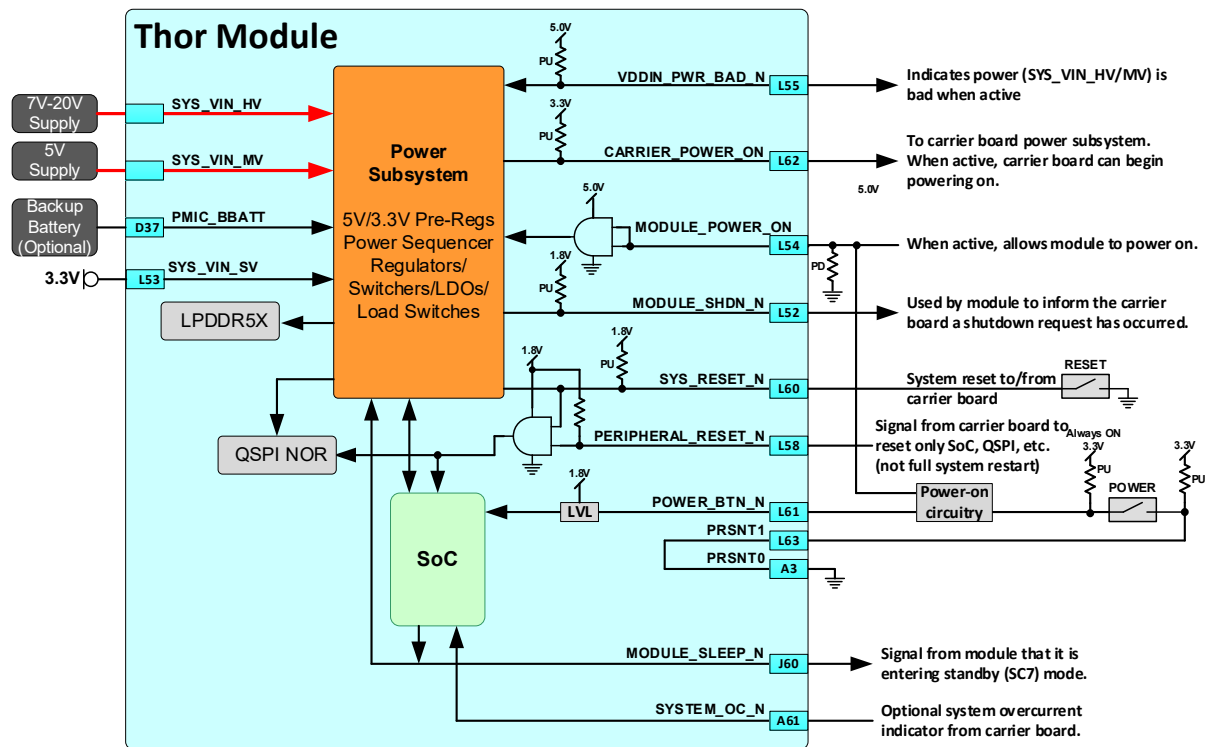 Thor Module
7V-20V
Supply
SYS_VIN_HV
5V
Supply
SYS_VIN_MV
Backup
Battery
(Optional)
D37
PMIC_BBATT
3.3V
L53
SYS_VIN_SV
LPDDR5X
QSPI NOR
Power
Subsystem
5V/3.3V Pre-Regs
Power Sequencer
Regulators/
Switchers/LDOs/
Load Switches
SoC
5.0V
PU
VDDIN_PWR_BAD_N
L55
Indicates power (SYS_VIN_HV/MV) is
bad when active
3.3V
PU
CARRIER_POWER_ON
L62
To carrier board power subsystem.
When active, carrier board can begin
powering on.
5.0V
5.0V
MODULE_POWER_ON
L54
PD
When active, allows module to power on.
1.8V
PU
MODULE_SHDN_N
L52
Used by module to inform the carrier
board a shutdown request has occurred.
1.8V
PU
SYS_RESET_N
L60
System reset to/from
carrier board
RESET
1.8V
PERIPHERAL_RESET_N
L58
Signal from carrier board to
reset only SoC, QSPI, etc.
(not full system restart)
Always ON
3.3V
PU
3.3V
PU
1.8V
LVL
POWER_BTN_N
L61
Power-on
circuitry
POWER
PRSNT1
L63
PRSNT0
A3
MODULE_SLEEP_N
J60
Signal from module that it is
entering standby (SC7) mode.
SYSTEM_OC_N
A61
Optional system overcurrent
indicator from carrier board.